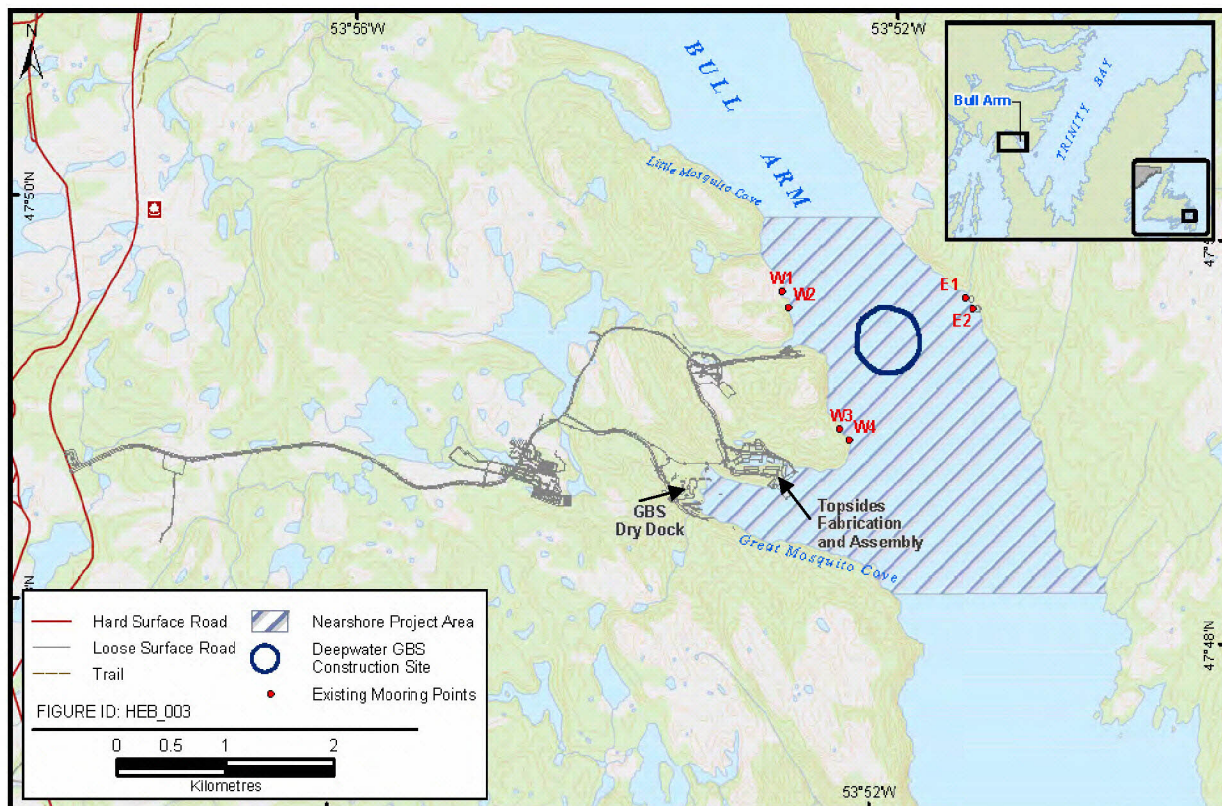 53°56'W
53°52'W
N
BULL ARM
Bull Arm
TRINITY BAY
Little Mosquito Cove
47°50'N
W1
W2
E1
E2
W3
W4
GBS
Dry Dock
Topsides
Fabrication
and Assembly
Great Mosquito Cove
47°48'N
Hard Surface Road
Loose Surface Road
Trail
Nearshore Project Area
Deepwater GBS
Construction Site
Existing Mooring Points
FIGURE ID: HEB_003
0 0.5 1 2
Kilometres
53°52'W